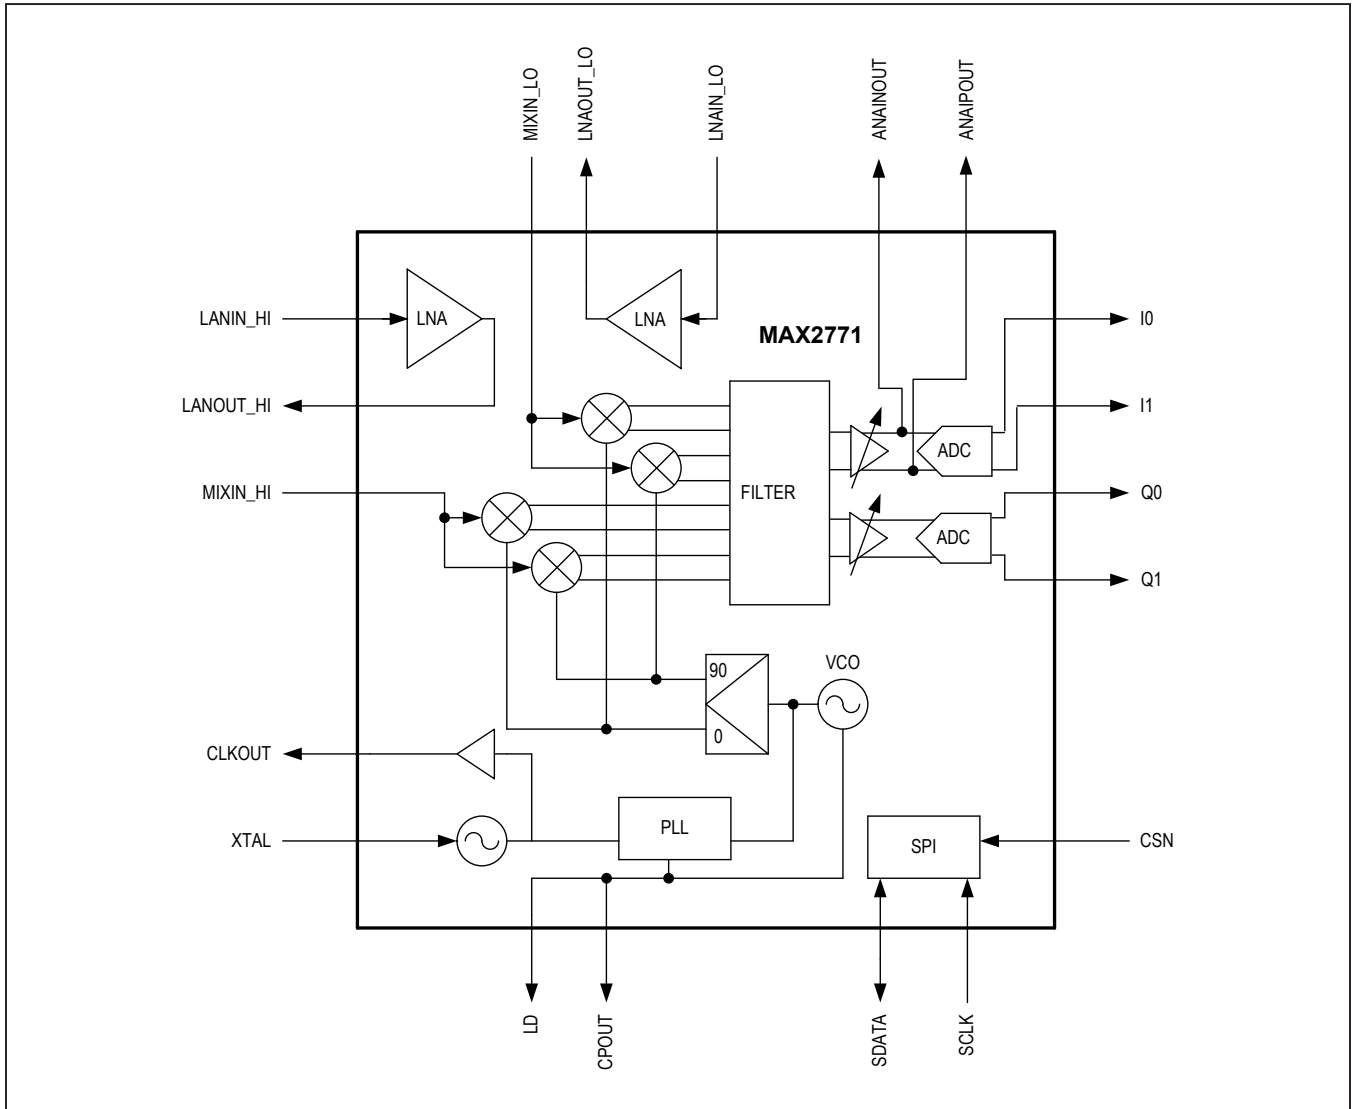 MIXIN_LO
LNAOUT_LO
LNAIN_LO
ANAINOUT
ANAIPOUT
LANIN_HI
LNA
LNA
MAX2771
I0
LANOUT_HI
I1
ADC
MIXIN_HI
FILTER
Q0
ADC
Q1
90
VCO
0
CLKOUT
XTAL
PLL
SPI
CSN
LD
CPOUT
SDATA
SCLK